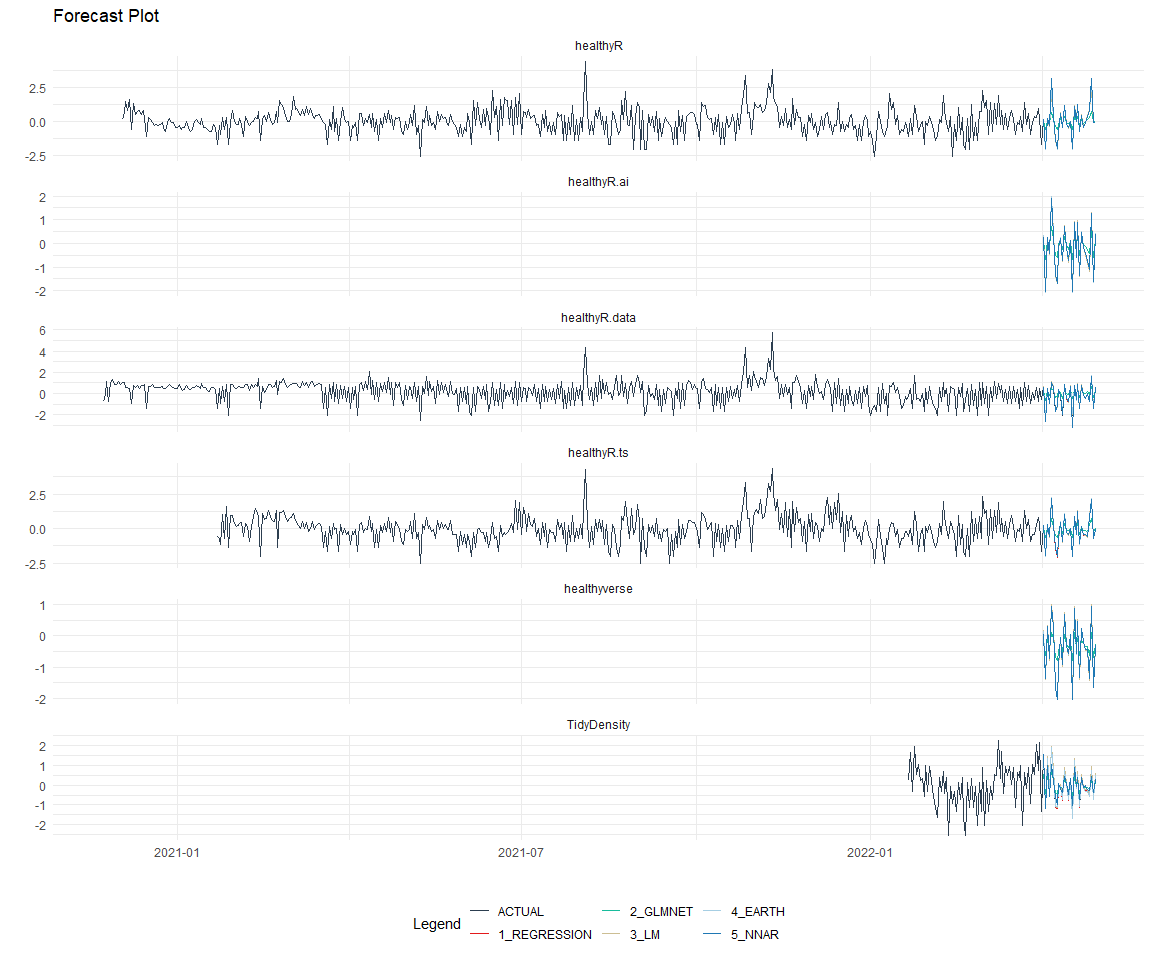 Forecast Plot
healthyR
2.5
0.0
-2.5
healthyR.ai
2
1
0
-1
-2
healthyR.data
6
4
2
0
-2
healthyR.ts
2.5
0.0
-2.5
healthyverse
1
0
-1
-2
TidyDensity
2
1
0
-1
-2
2021-01 2021-07 2022-01
Legend
ACTUAL 2_GLMNET 4_EARTH
1_REGRESSION 3_LM 5_NNAR